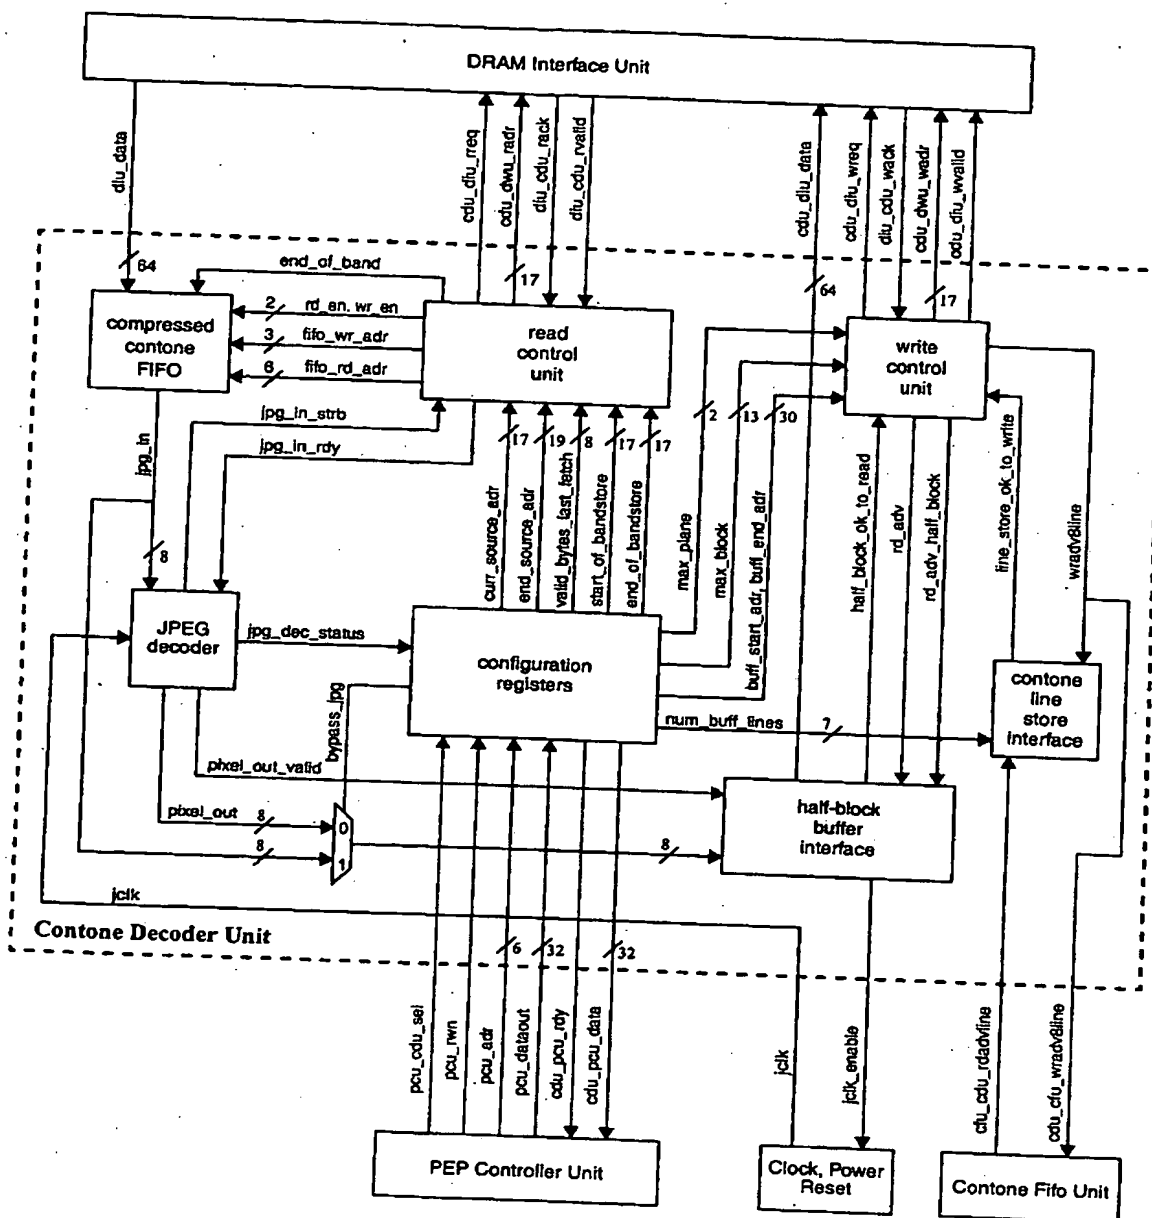 DRAM Interface Unit
diu_data
cdu_diu_rreq
cdu_dwu_radr
diu_cdu_rack
diu_cdu_rvalid
cdu_diu_data
cdu_diu_wreq
diu_cdu_wack
cdu_dwu_wadr
cdu_diu_wvalid
64
17
64
17
end_of_band
2
rd_en, wr_en
3
fifo_wr_adr
6
fifo_rd_adr
compressed
contone
FIFO
read
control
unit
write
control
unit
jpg_in
jpg_in_strb
jpg_in_rdy
8
17
19
8
17
17
2
13
30
curr_source_adr
end_source_adr
valid_bytes_last_fetch
start_of_bandstore
end_of_bandstore
max_plane
max_block
buff_start_adr, buff_end_adr
half_block_ok_to_read
rd_adv
rd_adv_half_block
line_store_ok_to_write
wradv8line
JPEG
decoder
jpg_dec_status
configuration
registers
contone
line
store
interface
bypass_jpg
num_buff_lines
7
pixel_out_valid
pixel_out
8
8
0
1
8
half-block
buffer
interface
jclk
Contone Decoder Unit
6
32
32
pcu_cdu_sel
pcu_rwn
pcu_adr
pcu_dataout
cdu_pcu_rdy
cdu_pcu_data
jclk
jclk_enable
cfu_cdu_rdadvline
cdu_cfu_wradv8line
PEP Controller Unit
Clock, Power
Reset
Contone Fifo Unit